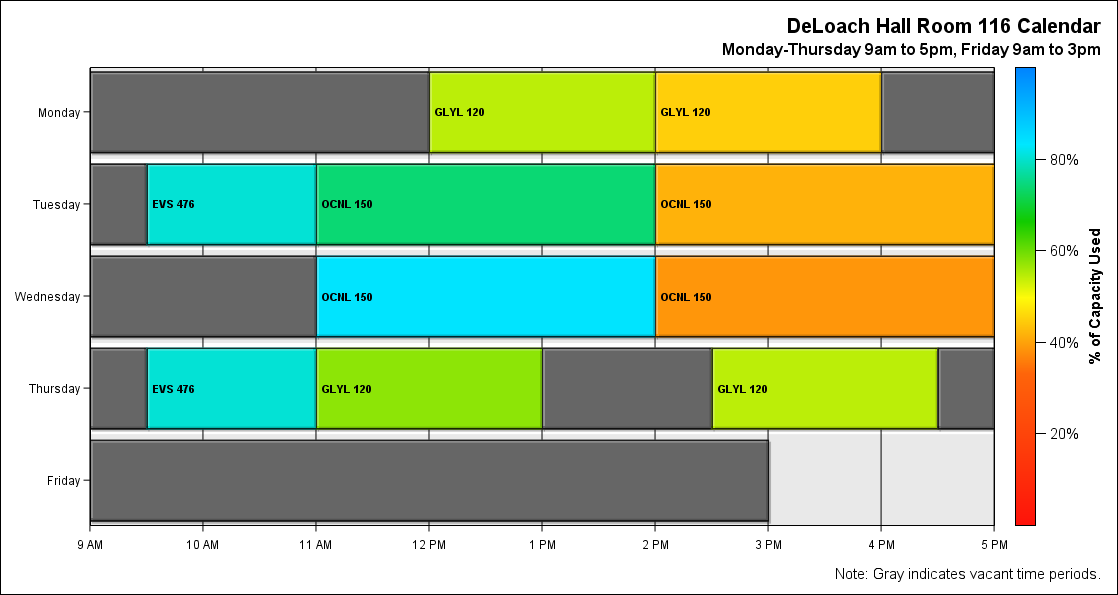 DeLoach Hall Room 116 Calendar
Monday-Thursday 9am to 5pm, Friday 9am to 3pm
Monday
GLYL 120
GLYL 120
Tuesday
EVS 476
OCNL 150
OCNL 150
Wednesday
OCNL 150
OCNL 150
Thursday
EVS 476
GLYL 120
GLYL 120
Friday
9 AM
10 AM
11 AM
12 PM
1 PM
2 PM
3 PM
4 PM
5 PM
80%
60%
40%
20%
% of Capacity Used
Note: Gray indicates vacant time periods.